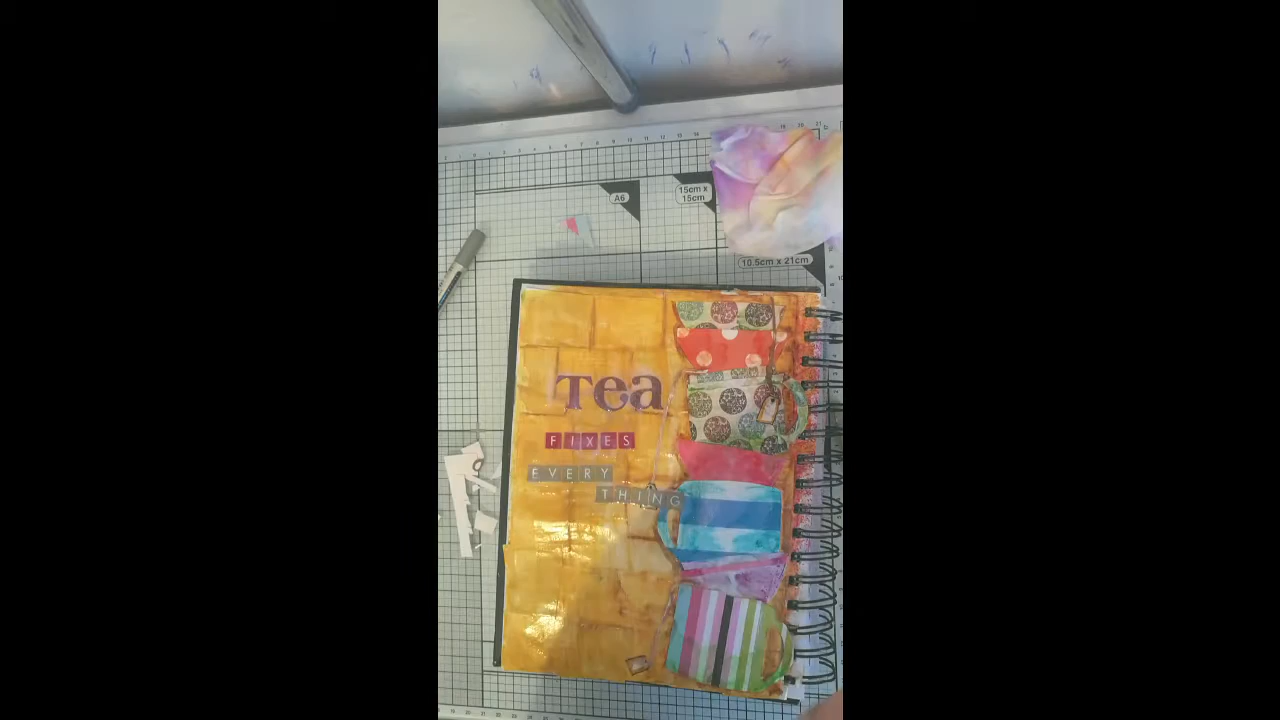 A6
15cm x
15cm
10.5cm x 21cm
Tea
FIXES
EVERY
THING